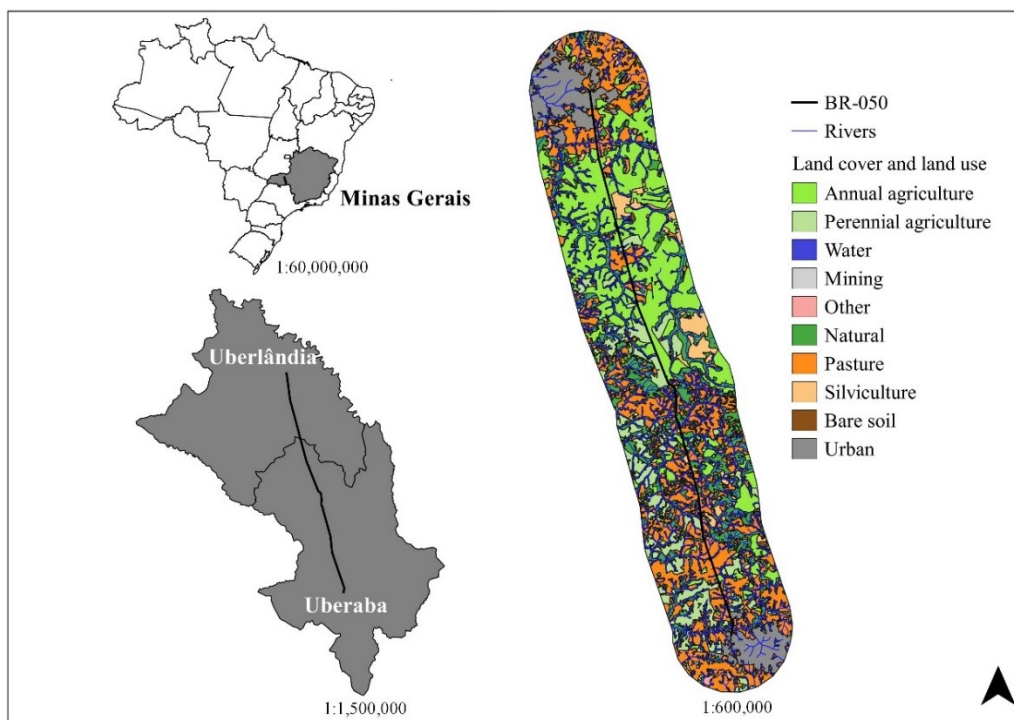 Minas Gerais
1:60,000,000
Uberlândia
Uberaba
1:1,500,000
1:600,000
BR-050
Rivers
Land cover and land use
Annual agriculture
Perennial agriculture
Water
Mining
Other
Natural
Pasture
Silviculture
Bare soil
Urban